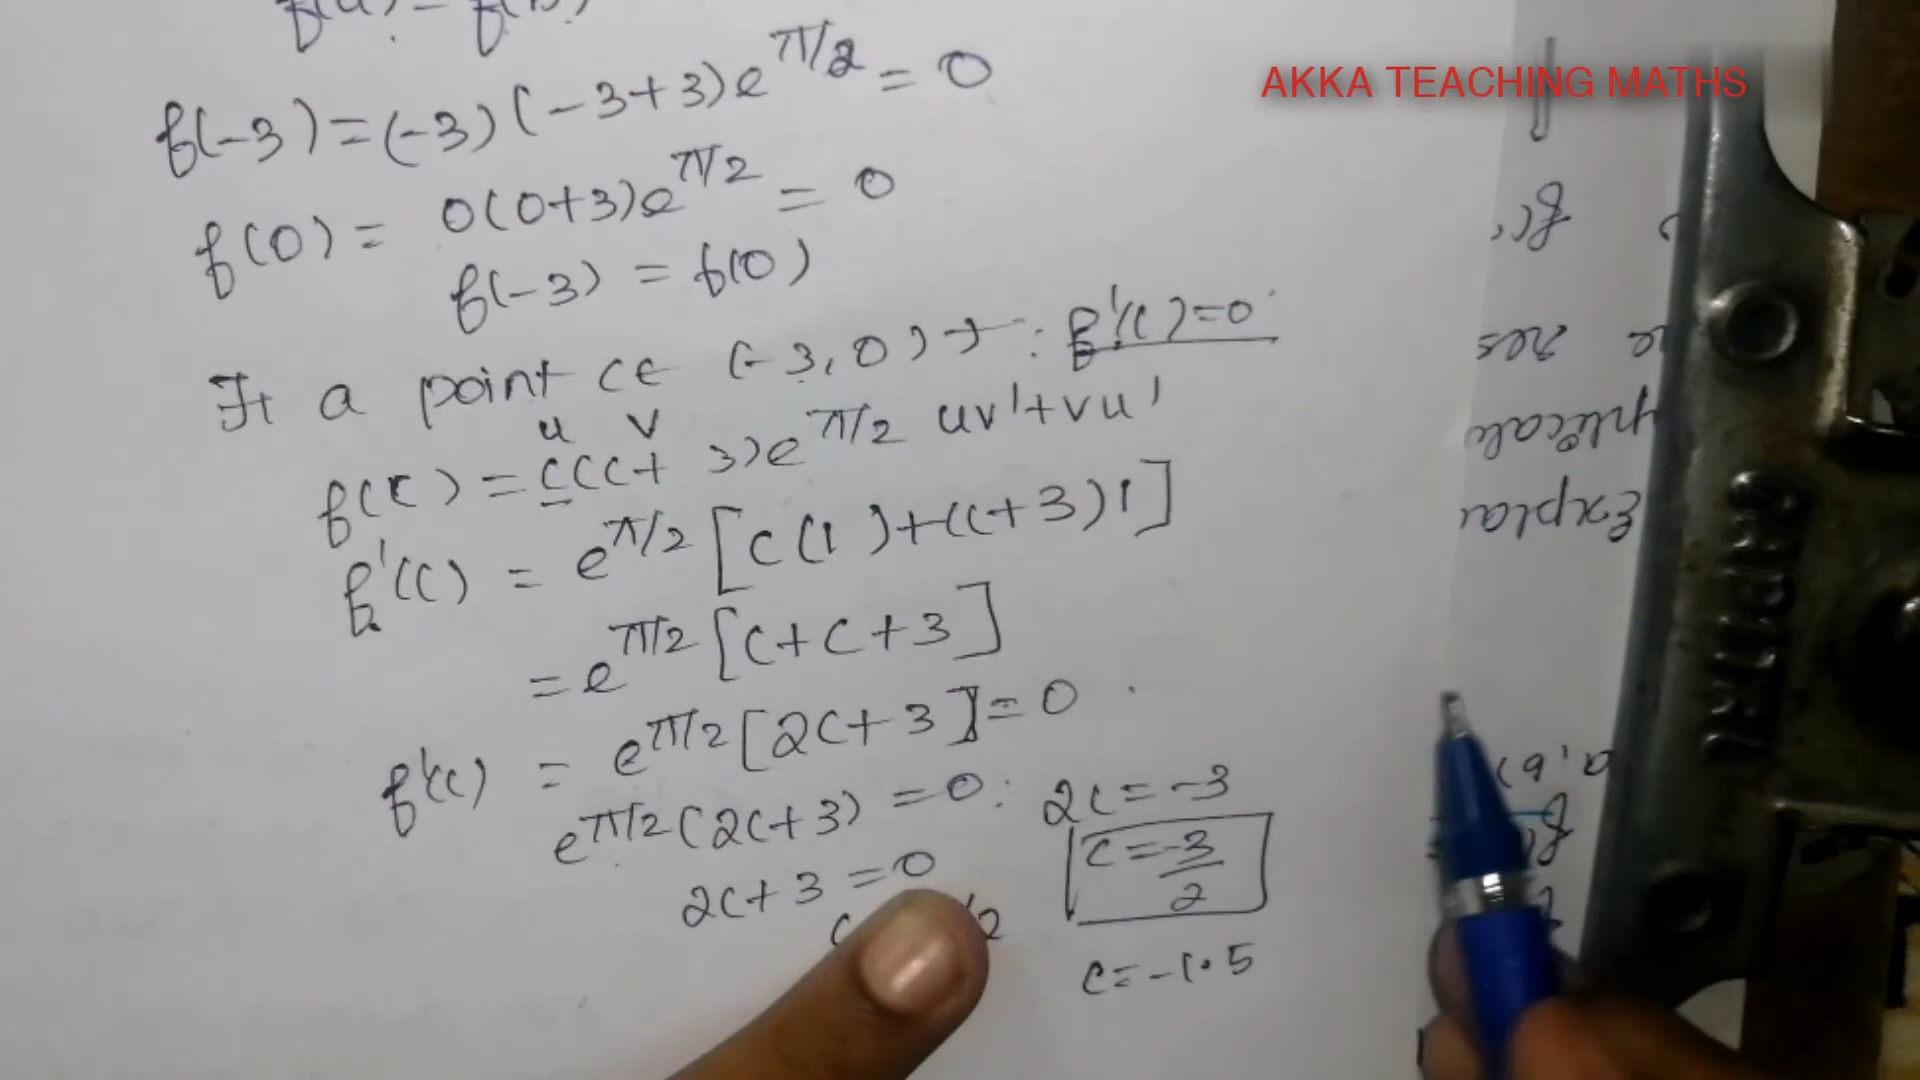 AKKA TEACHING MATHS
f(-3) = (-3)(-3+3)e^π/2 = 0
f(0) = 0(0+3)e^π/2 = 0
f(-3) = f(0)
It a point c ∈ (-3, 0) f'(c) = 0
u v
f(c) = c(c+3)e^π/2 uv'+vu'
f'(c) = e^π/2 [c(1)+(c+3)1]
= e^π/2 [c+c+3]
f'(c) = e^π/2 [2c+3] = 0
e^π/2 (2c+3) = 0 :
2c+3 = 0
2c = -3
c = -3/2
c = -1.5
Explai
a, b)